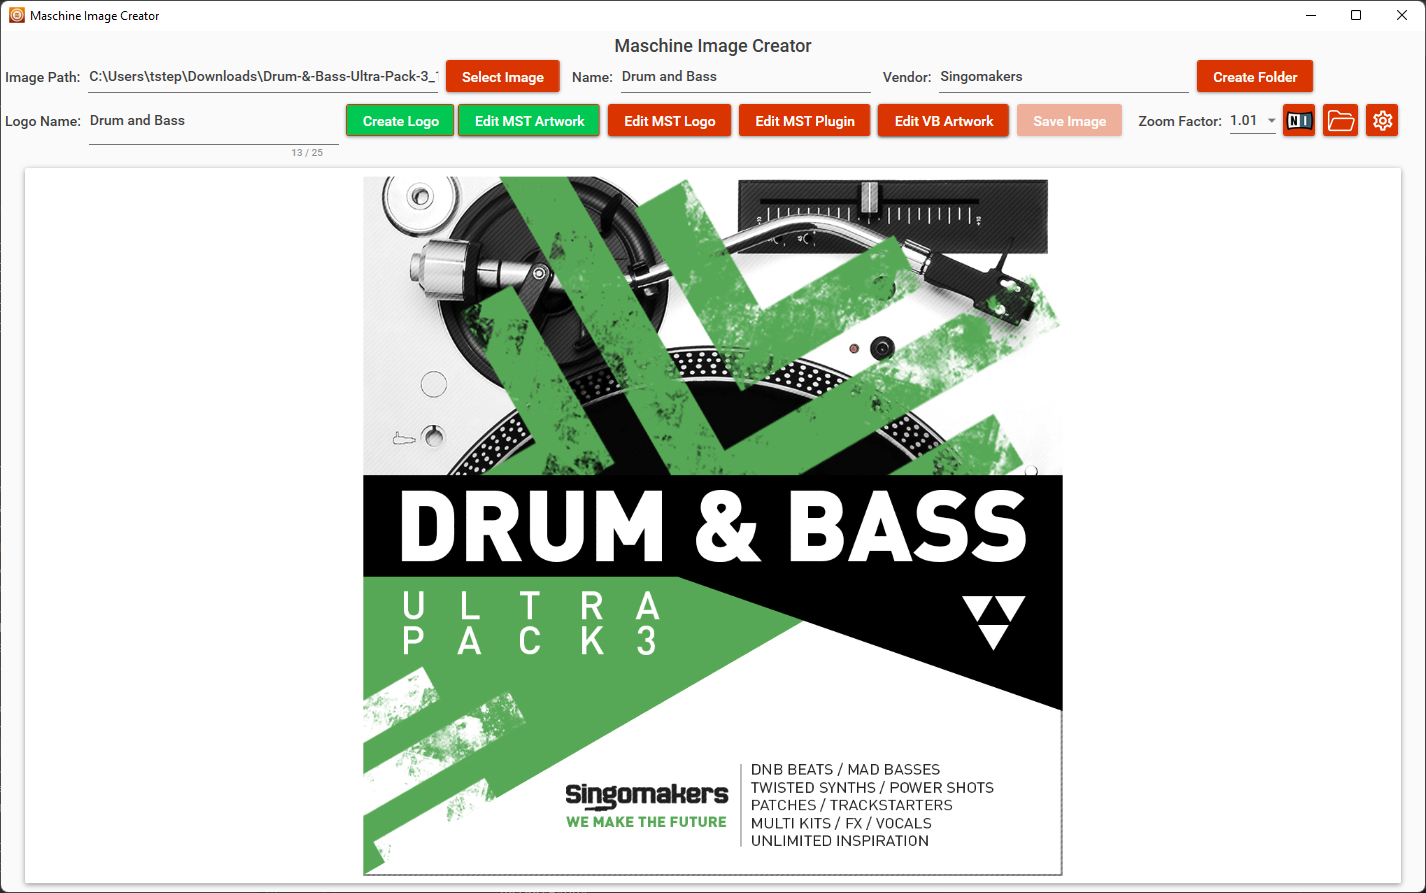 Maschine Image Creator
Maschine Image Creator
Image Path: C:\Users\tstep\Downloads\Drum-&-Bass-Ultra-Pack-3_ Select Image Name: Drum and Bass Vendor: Singomakers Create Folder
Logo Name: Drum and Bass Create Logo Edit MST Artwork Edit MST Logo Edit MST Plugin Edit VB Artwork Save Image Zoom Factor: 1.01 NI
13 / 25
DRUM & BASS
ULTRA
PACK3
Singomakers
WE MAKE THE FUTURE
DNB BEATS / MAD BASSES
TWISTED SYNTHS / POWER SHOTS
PATCHES / TRACKSTARTERS
MULTI KITS / FX / VOCALS
UNLIMITED INSPIRATION